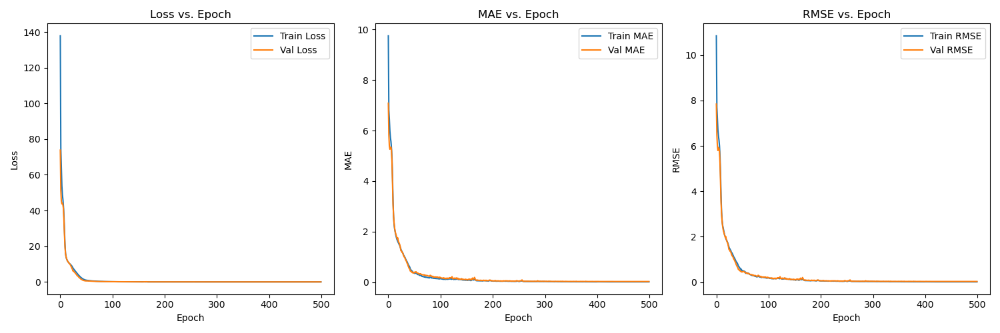 Loss vs. Epoch
Train Loss
Val Loss
140
120
100
80
60
40
20
0
Loss
0 100 200 300 400 500
Epoch
MAE vs. Epoch
Train MAE
Val MAE
10
8
6
4
2
0
MAE
0 100 200 300 400 500
Epoch
RMSE vs. Epoch
Train RMSE
Val RMSE
10
8
6
4
2
0
RMSE
0 100 200 300 400 500
Epoch